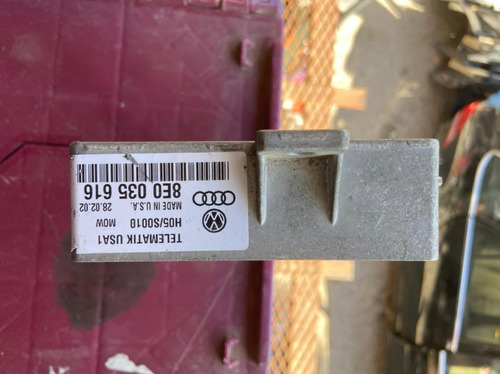 8E0 035 616
MADE IN U.S.A. 28.02.02
H05/S0010 MOW
TELEMATIK USA1